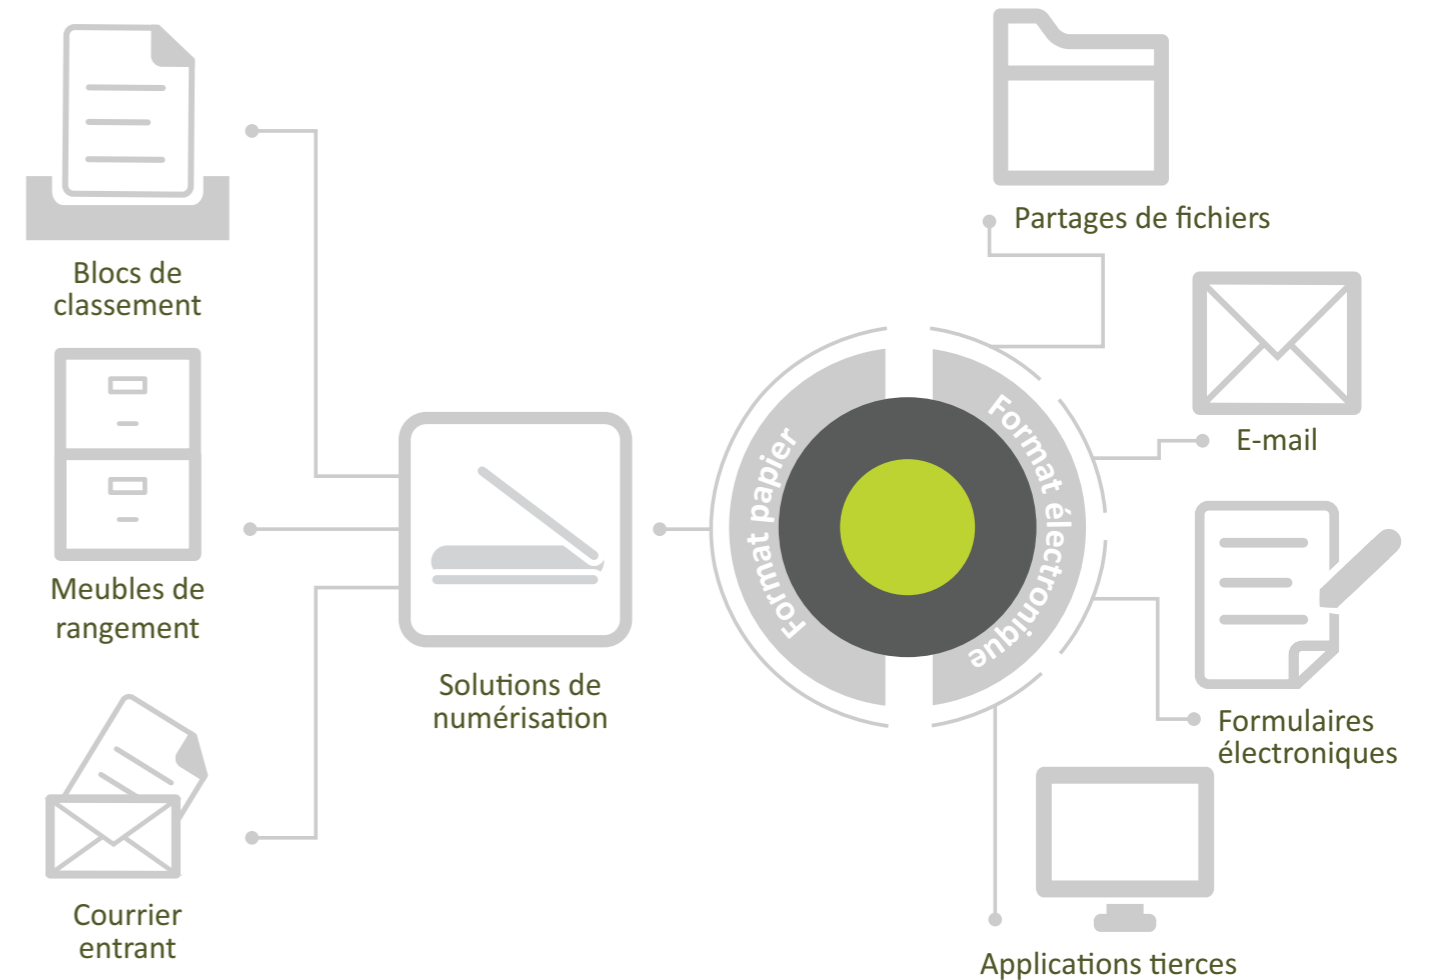 Blocs de
classement
Meubles de
rangement
Courrier
entrant
Solutions de
numérisation
Format papier
Format électronique
Partages de fichiers
E-mail
Formulaires
électroniques
Applications tierces